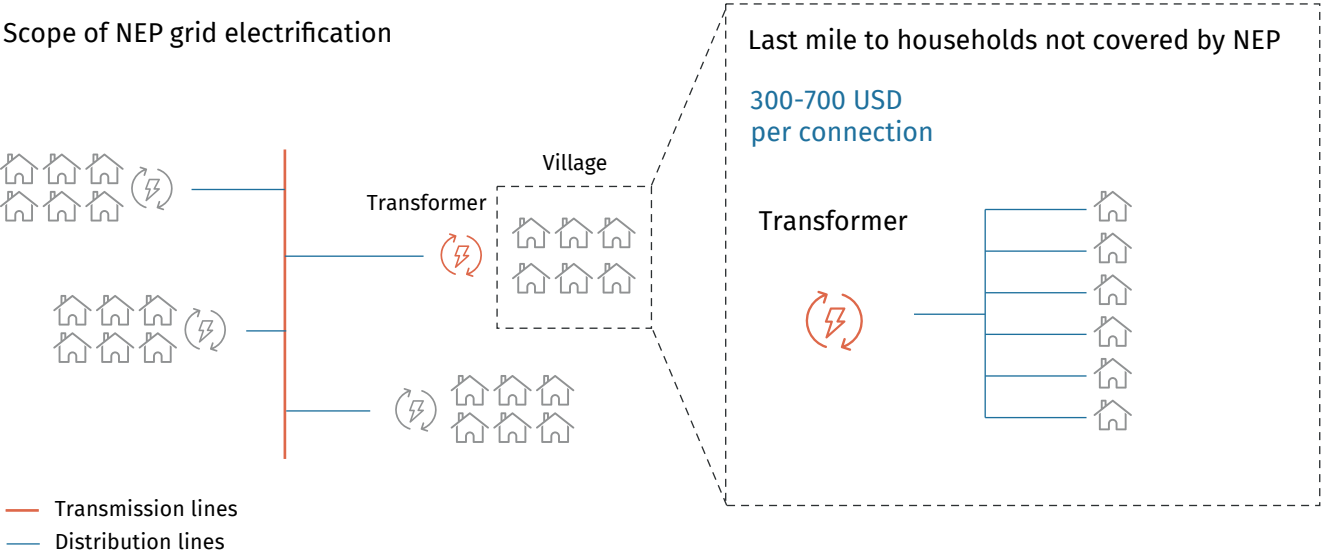 Scope of NEP grid electrification
Village
Transformer
Transmission lines
Distribution lines
Last mile to households not covered by NEP
300-700 USD
per connection
Transformer